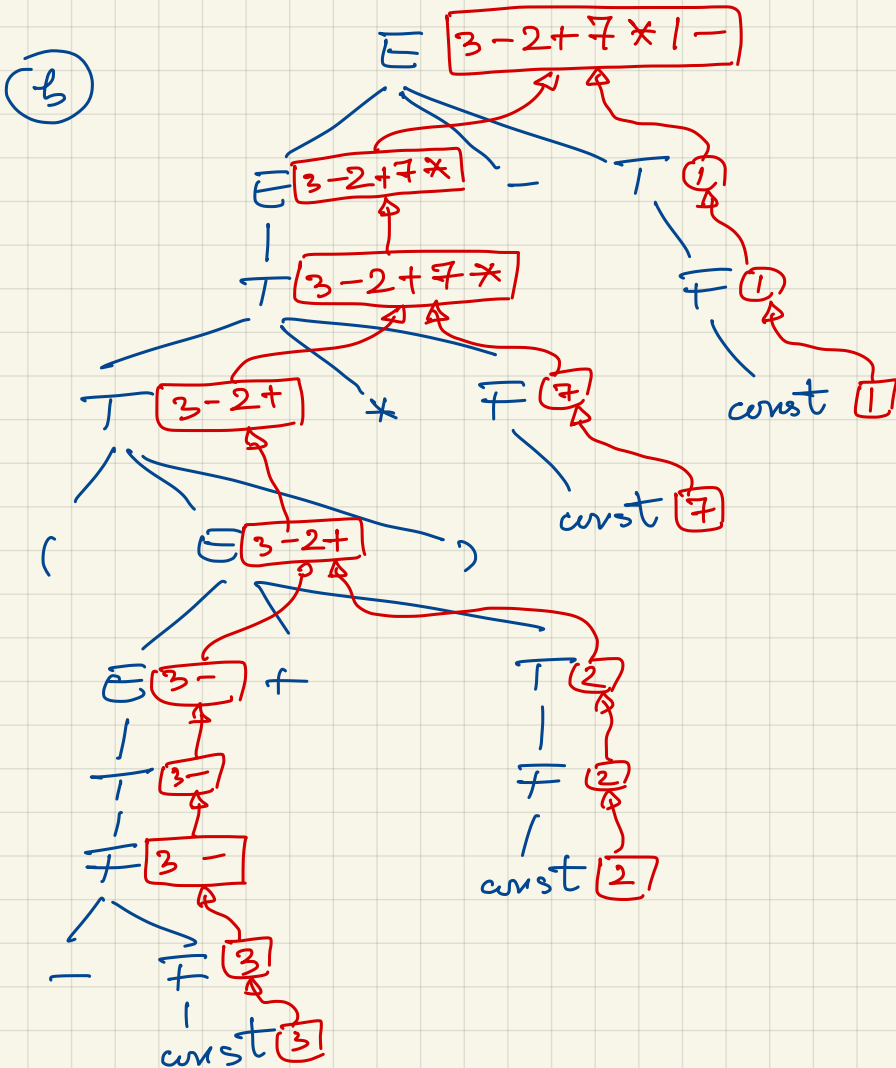 E 3-2+7*1-
b
E 3-2+7* - T 1
T 3-2+7* F 1
T 3-2+ * F 7 const 1
const 7
( E 3-2+ )
E 3- + T 2
T 3- F 2
F 3- const 2
- F 3
const 3